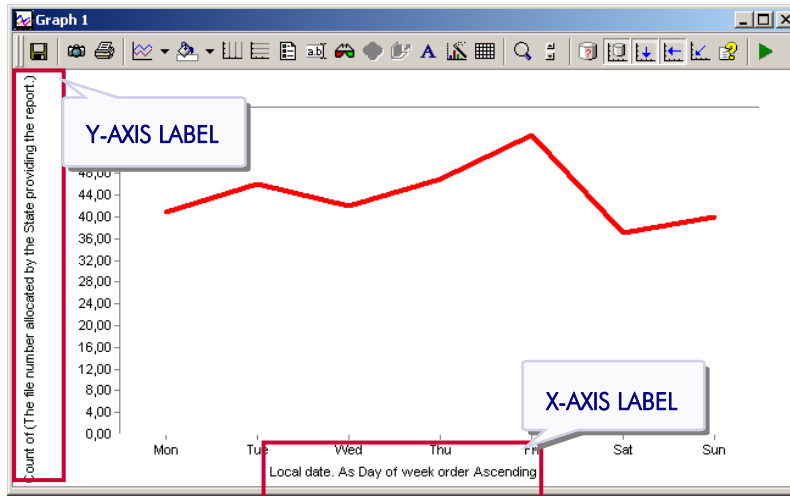 Graph 1
a.b
A
Count of (The file number allocated by the State providing the report.)
Y-AXIS LABEL
48,00
44,00
40,00
36,00
32,00
28,00
24,00
20,00
16,00
12,00
8,00
4,00
0,00
X-AXIS LABEL
Mon Tue Wed Thu Fri Sat Sun
Local date. As Day of week order Ascending